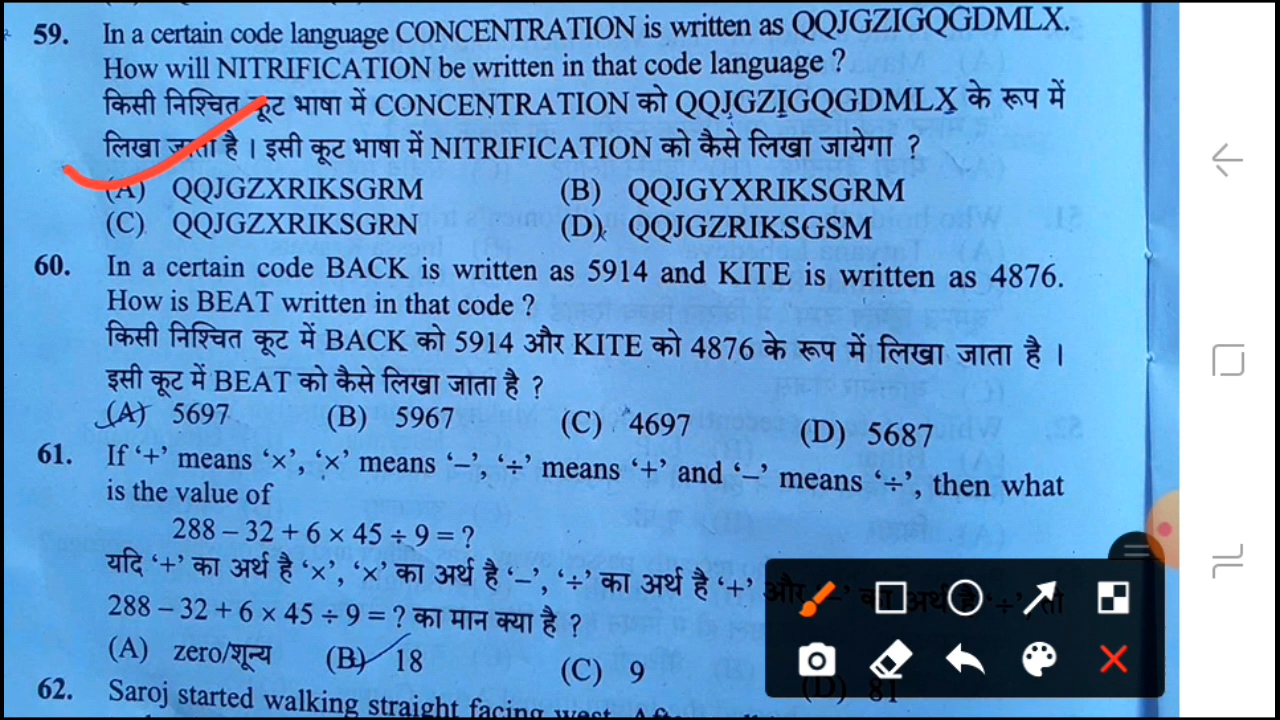 59. In a certain code language CONCENTRATION is written as QQJGZIGQGDMLX.
How will NITRIFICATION be written in that code language ?
किसी निश्चित कूट भाषा में CONCENTRATION को QQJGZIGQGDMLX के रूप में
लिखा जाता है । इसी कूट भाषा में NITRIFICATION को कैसे लिखा जायेगा ?
(A) QQJGZXRIKSGRM (B) QQJGYXRIKSGRM
(C) QQJGZXRIKSGRN (D) QQJGZRIKSGSM
60. In a certain code BACK is written as 5914 and KITE is written as 4876.
How is BEAT written in that code ?
किसी निश्चित कूट में BACK को 5914 और KITE को 4876 के रूप में लिखा जाता है ।
इसी कूट में BEAT को कैसे लिखा जाता है ?
(A) 5697 (B) 5967 (C) 4697 (D) 5687
61. If ‘+’ means ‘×’, ‘×’ means ‘–’, ‘÷’ means ‘+’ and ‘–’ means ‘÷’, then what
is the value of
288 – 32 + 6 × 45 ÷ 9 = ?
यदि ‘+’ का अर्थ है ‘×’, ‘×’ का अर्थ है ‘–’, ‘÷’ का अर्थ है ‘+’ और ‘–’ का अर्थ है ‘÷’, तो
288 – 32 + 6 × 45 ÷ 9 = ? का मान क्या है ?
(A) zero/शून्य (B) 18 (C) 9 (D) 81
62. Saroj started walking straight facing west.